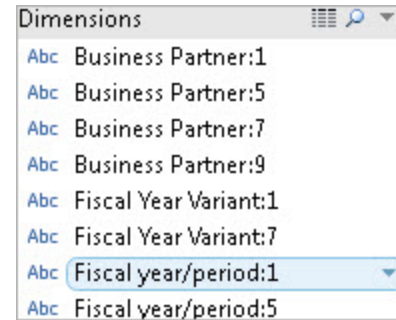 Dimensions
Abc Business Partner:1
Abc Business Partner:5
Abc Business Partner:7
Abc Business Partner:9
Abc Fiscal Year Variant:1
Abc Fiscal Year Variant:7
Abc Fiscal year/period:1
Abc Fiscal year/period:5